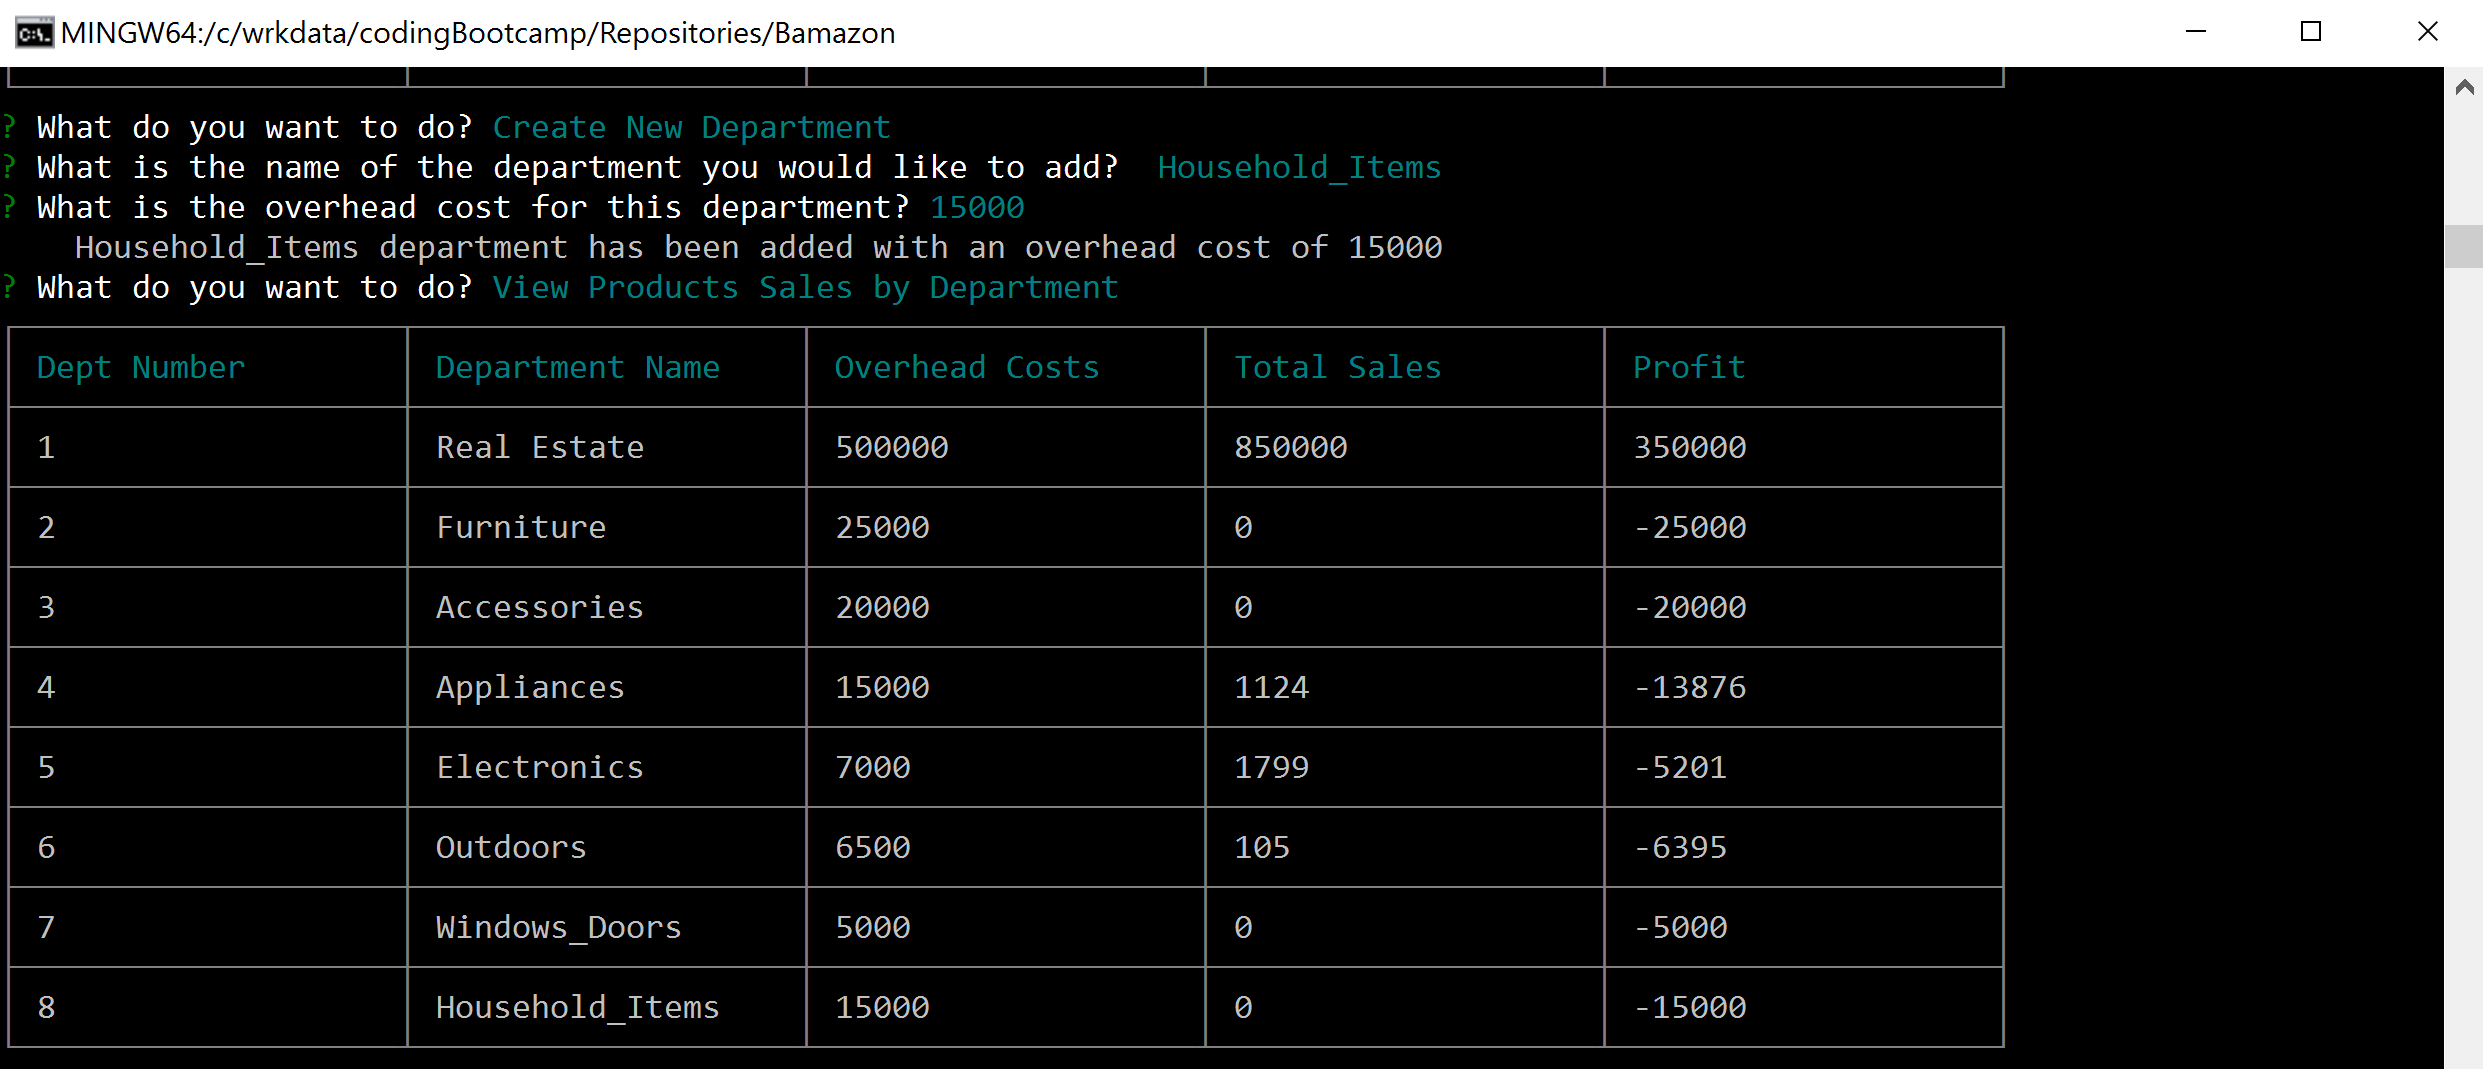 MINGW64:/c/wrkdata/codingBootcamp/Repositories/Bamazon
? What do you want to do? Create New Department
? What is the name of the department you would like to add?  Household_Items
? What is the overhead cost for this department? 15000
Household_Items department has been added with an overhead cost of 15000
? What do you want to do? View Products Sales by Department
Dept Number Department Name Overhead Costs Total Sales Profit
1 Real Estate 500000 850000 350000
2 Furniture 25000 0 -25000
3 Accessories 20000 0 -20000
4 Appliances 15000 1124 -13876
5 Electronics 7000 1799 -5201
6 Outdoors 6500 105 -6395
7 Windows_Doors 5000 0 -5000
8 Household_Items 15000 0 -15000